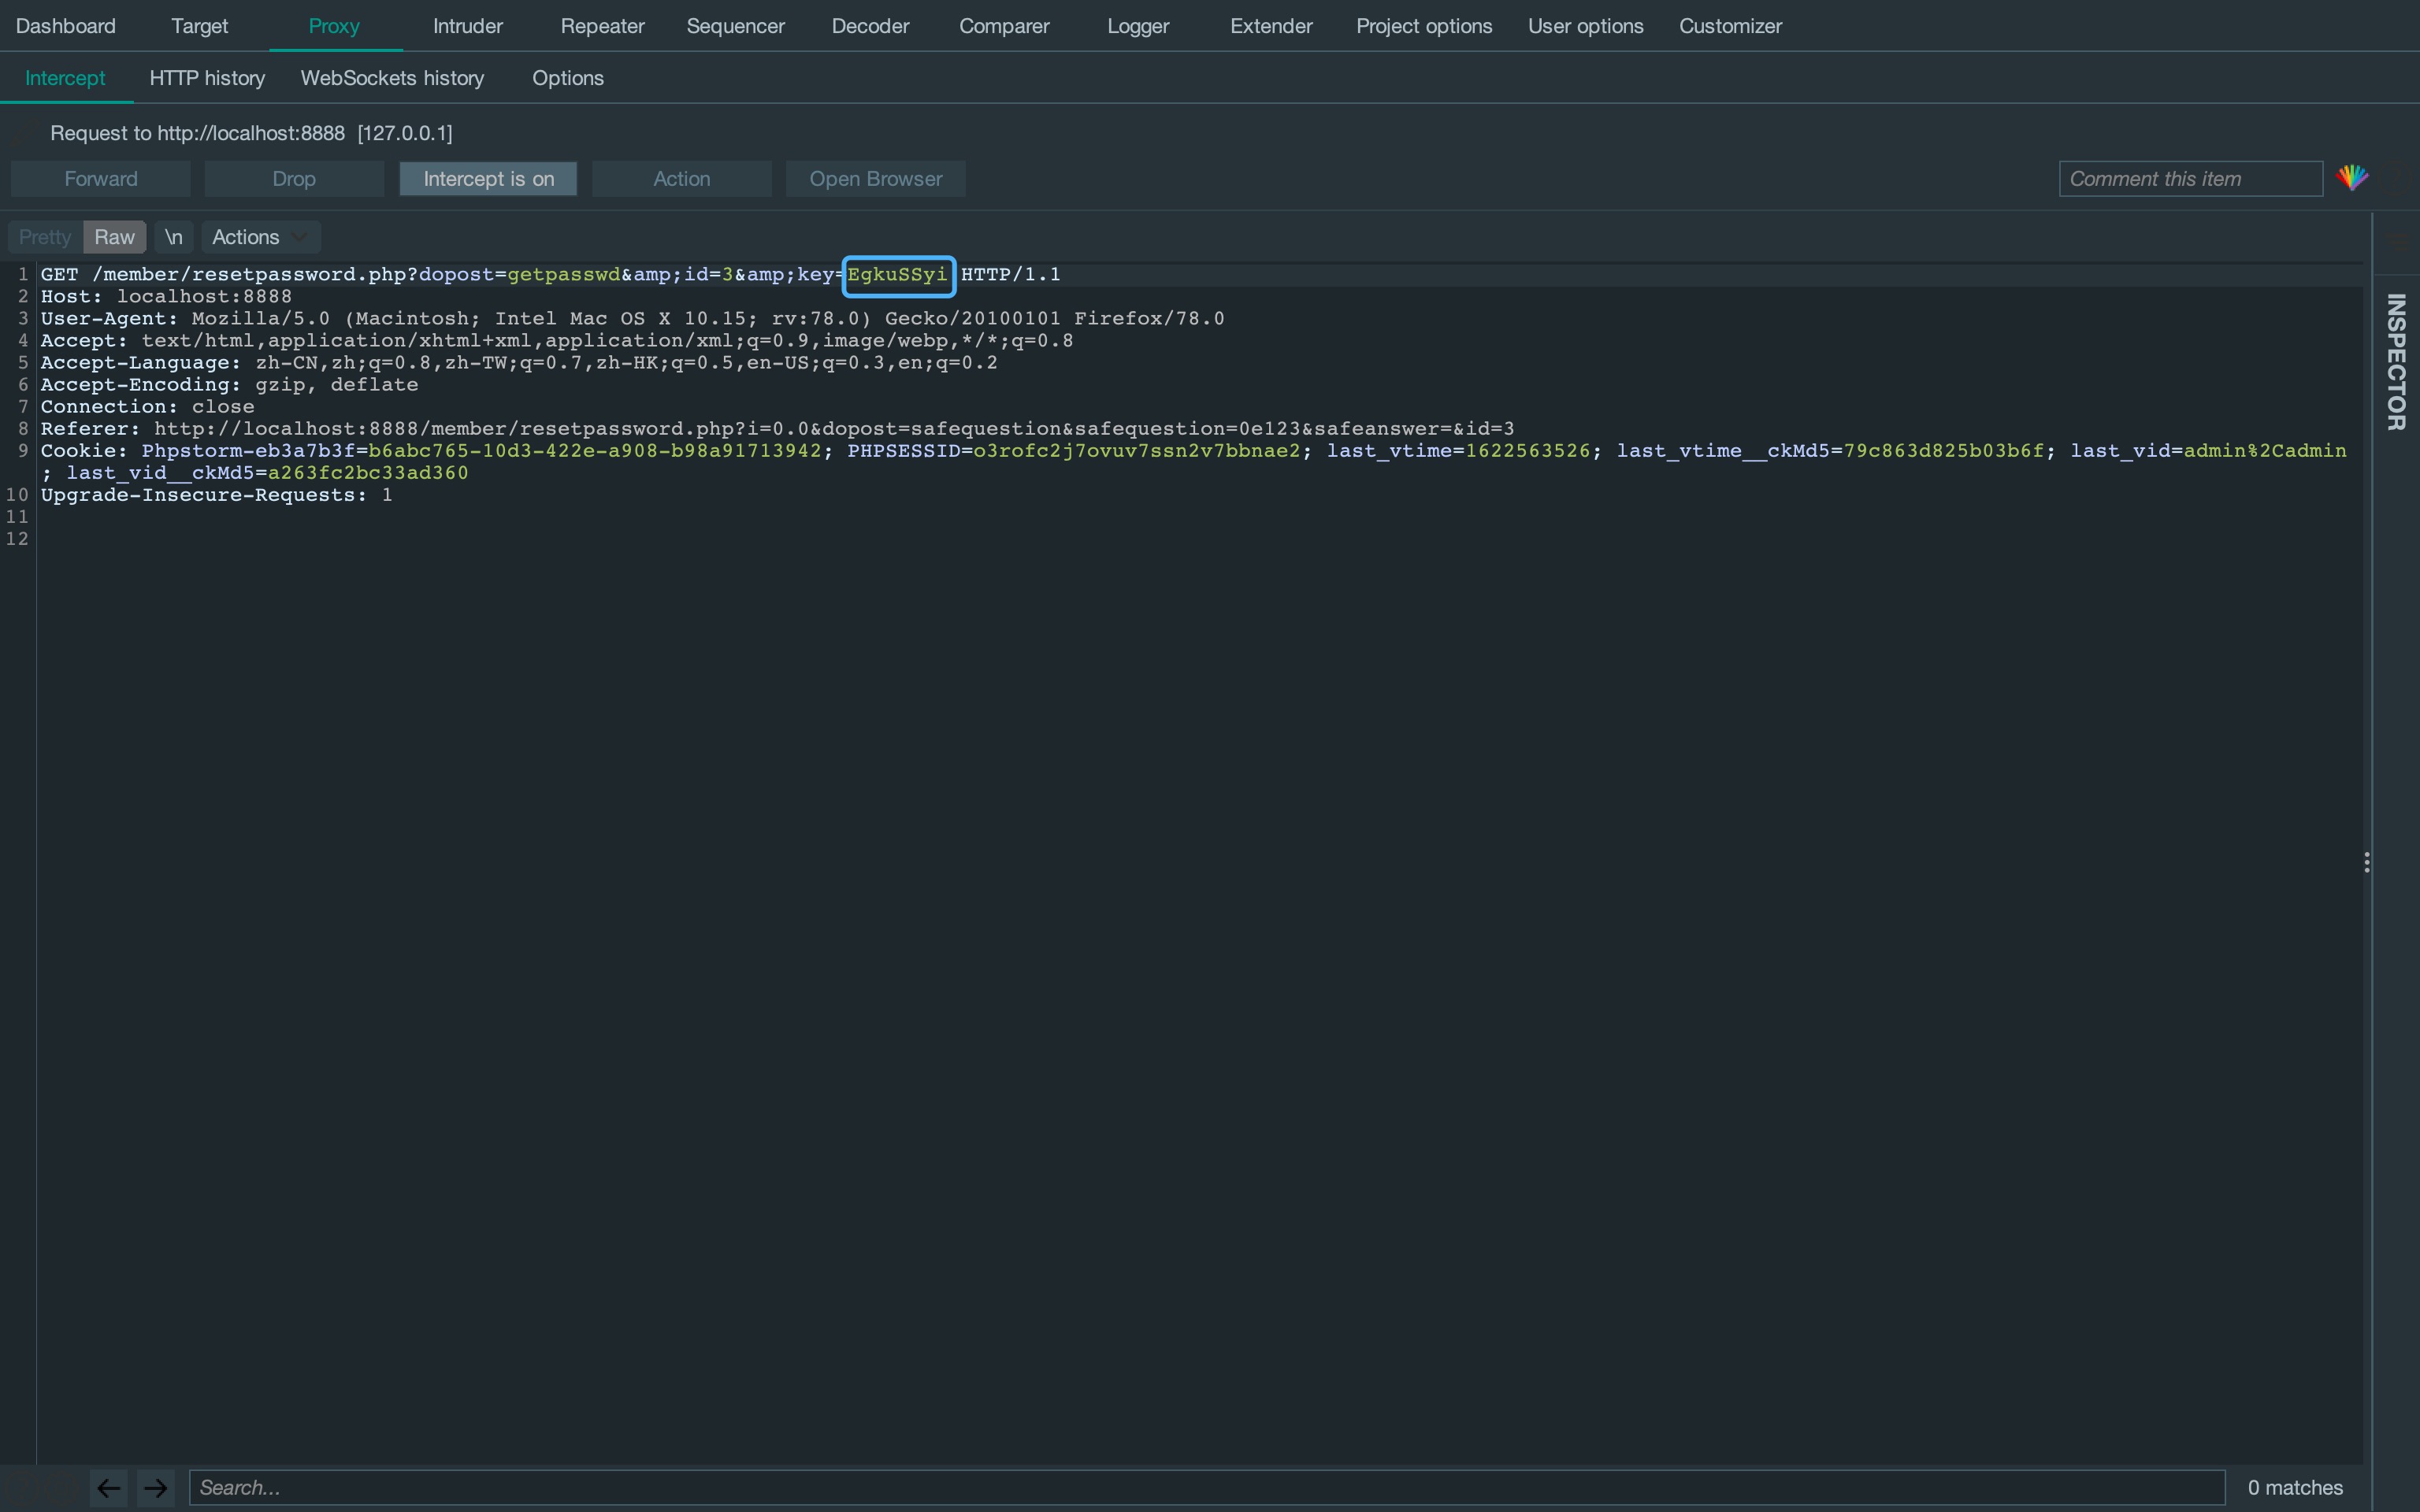 Dashboard Target Proxy Intruder Repeater Sequencer Decoder Comparer Logger Extender Project options User options Customizer
Intercept HTTP history WebSockets history Options
Request to http://localhost:8888 [127.0.0.1]
Forward Drop Intercept is on Action Open Browser Comment this item
Pretty Raw \n Actions
INSPECTOR
1 GET /member/resetpassword.php?dopost=getpasswd&amp;id=3&amp;key=EgkuSSyi HTTP/1.1
2 Host: localhost:8888
3 User-Agent: Mozilla/5.0 (Macintosh; Intel Mac OS X 10.15; rv:78.0) Gecko/20100101 Firefox/78.0
4 Accept: text/html,application/xhtml+xml,application/xml;q=0.9,image/webp,*/*;q=0.8
5 Accept-Language: zh-CN,zh;q=0.8,zh-TW;q=0.7,zh-HK;q=0.5,en-US;q=0.3,en;q=0.2
6 Accept-Encoding: gzip, deflate
7 Connection: close
8 Referer: http://localhost:8888/member/resetpassword.php?i=0.0&dopost=safequestion&safequestion=0e123&safeanswer=&id=3
9 Cookie: Phpstorm-eb3a7b3f=b6abc765-10d3-422e-a908-b98a91713942; PHPSESSID=o3rofc2j7ovuv7ssn2v7bbnae2; last_vtime=1622563526; last_vtime__ckMd5=79c863d825b03b6f; last_vid=admin%2Cadmin
; last_vid__ckMd5=a263fc2bc33ad360
10 Upgrade-Insecure-Requests: 1
11
12
Search... 0 matches